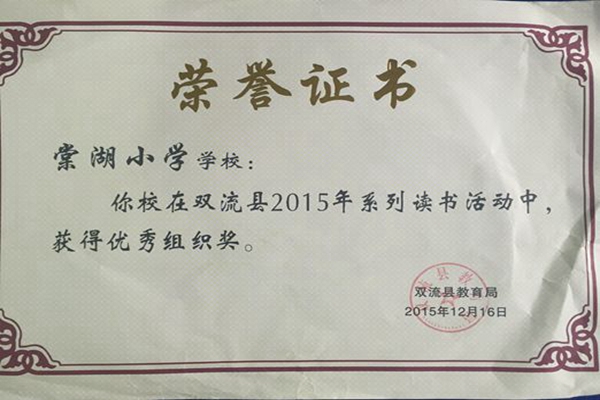 荣誉证书
棠湖小学学校：
你校在双流县2015年系列读书活动中，
获得优秀组织奖。
双流县教育局
2015年12月16日